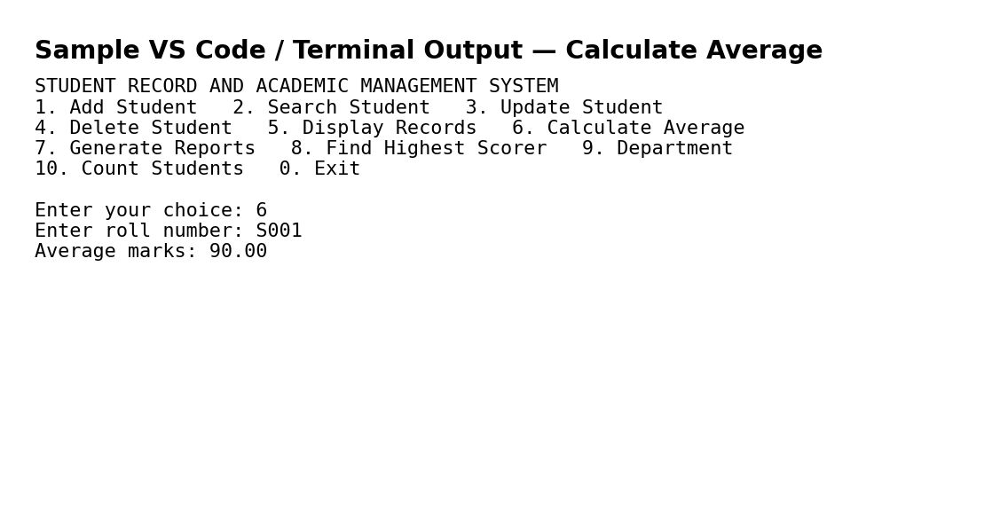 Sample VS Code / Terminal Output — Calculate Average
STUDENT RECORD AND ACADEMIC MANAGEMENT SYSTEM
1. Add Student   2. Search Student   3. Update Student
4. Delete Student   5. Display Records   6. Calculate Average
7. Generate Reports   8. Find Highest Scorer   9. Department
10. Count Students   0. Exit
Enter your choice: 6
Enter roll number: S001
Average marks: 90.00